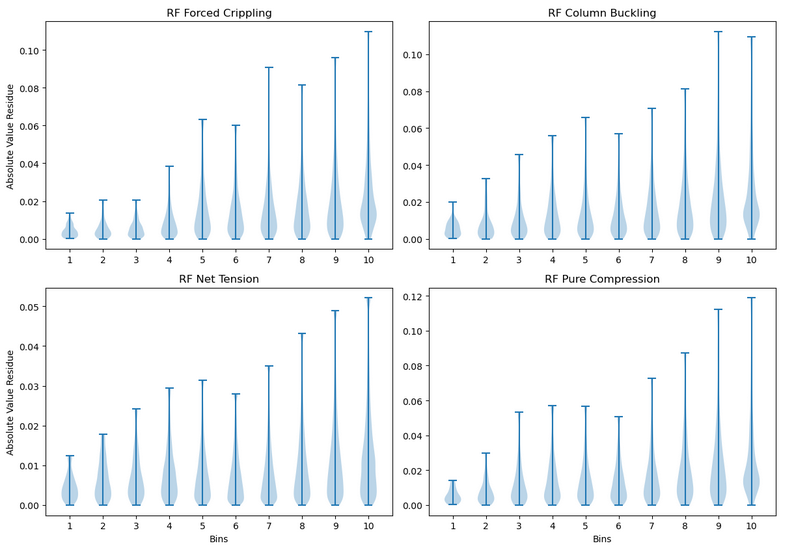 RF Forced Crippling
RF Column Buckling
Absolute Value Residue
0.10
0.08
0.06
0.04
0.02
0.00
1 2 3 4 5 6 7 8 9 10
0.10
0.08
0.06
0.04
0.02
0.00
1 2 3 4 5 6 7 8 9 10
RF Net Tension
RF Pure Compression
Absolute Value Residue
0.05
0.04
0.03
0.02
0.01
0.00
1 2 3 4 5 6 7 8 9 10
Bins
0.12
0.10
0.08
0.06
0.04
0.02
0.00
1 2 3 4 5 6 7 8 9 10
Bins